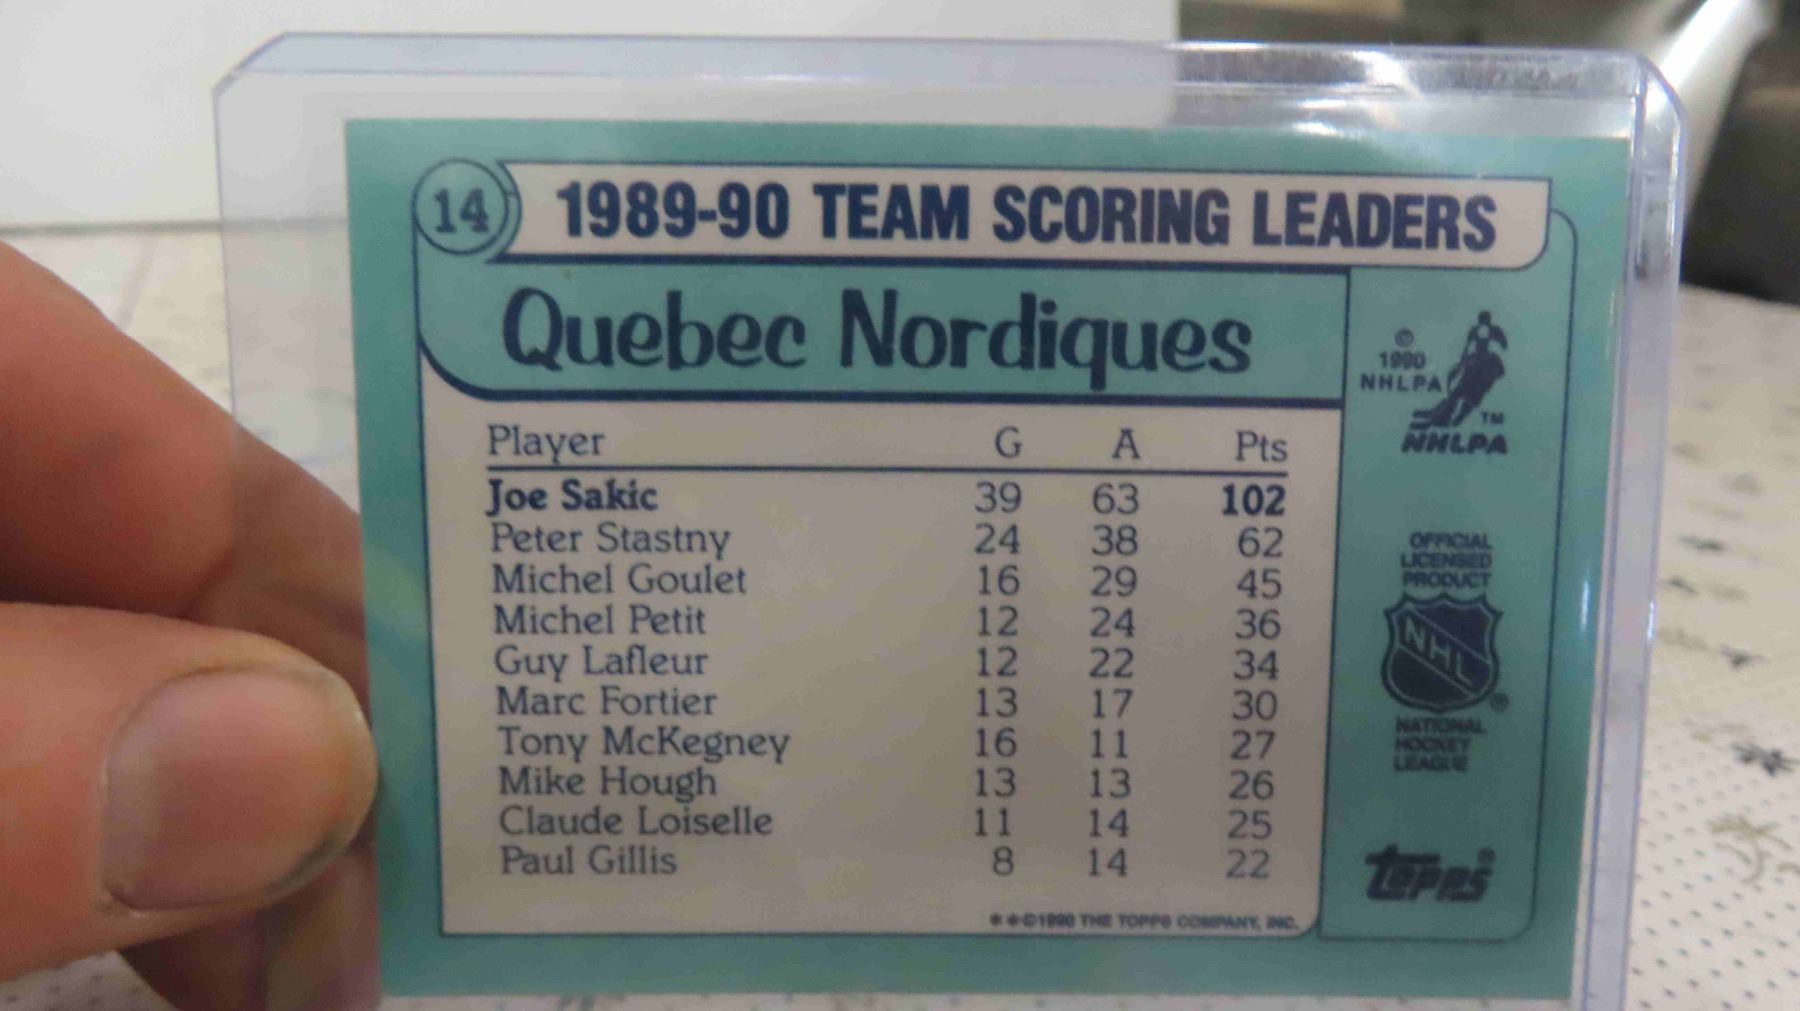 14
1989-90 TEAM SCORING LEADERS
Quebec Nordiques
Player G A Pts
Joe Sakic 39 63 102
Peter Stastny 24 38 62
Michel Goulet 16 29 45
Michel Petit 12 24 36
Guy Lafleur 12 22 34
Marc Fortier 13 17 30
Tony McKegney 16 11 27
Mike Hough 13 13 26
Claude Loiselle 11 14 25
Paul Gillis 8 14 22
**©1990 THE TOPPS COMPANY, INC.
©
1990
NHLPA
TM
NHLPA
OFFICIAL
LICENSED
PRODUCT
NHL
®
NATIONAL
HOCKEY
LEAGUE
topps®